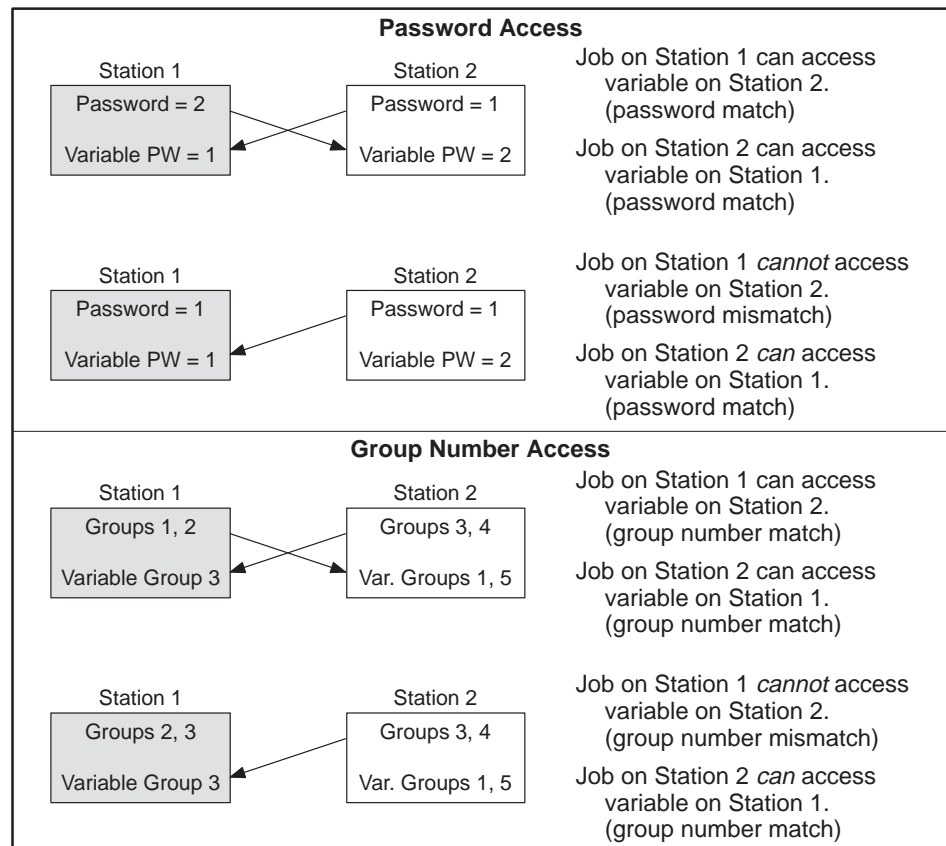 Password Access
Station 1
Password = 2
Variable PW = 1
Station 2
Password = 1
Variable PW = 2
Job on Station 1 can access
variable on Station 2.
(password match)
Job on Station 2 can access
variable on Station 1.
(password match)
Station 1
Password = 1
Variable PW = 1
Station 2
Password = 1
Variable PW = 2
Job on Station 1 cannot access
variable on Station 2.
(password mismatch)
Job on Station 2 can access
variable on Station 1.
(password match)
Group Number Access
Station 1
Groups 1, 2
Variable Group 3
Station 2
Groups 3, 4
Var. Groups 1, 5
Job on Station 1 can access
variable on Station 2.
(group number match)
Job on Station 2 can access
variable on Station 1.
(group number match)
Station 1
Groups 2, 3
Variable Group 3
Station 2
Groups 3, 4
Var. Groups 1, 5
Job on Station 1 cannot access
variable on Station 2.
(group number mismatch)
Job on Station 2 can access
variable on Station 1.
(group number match)